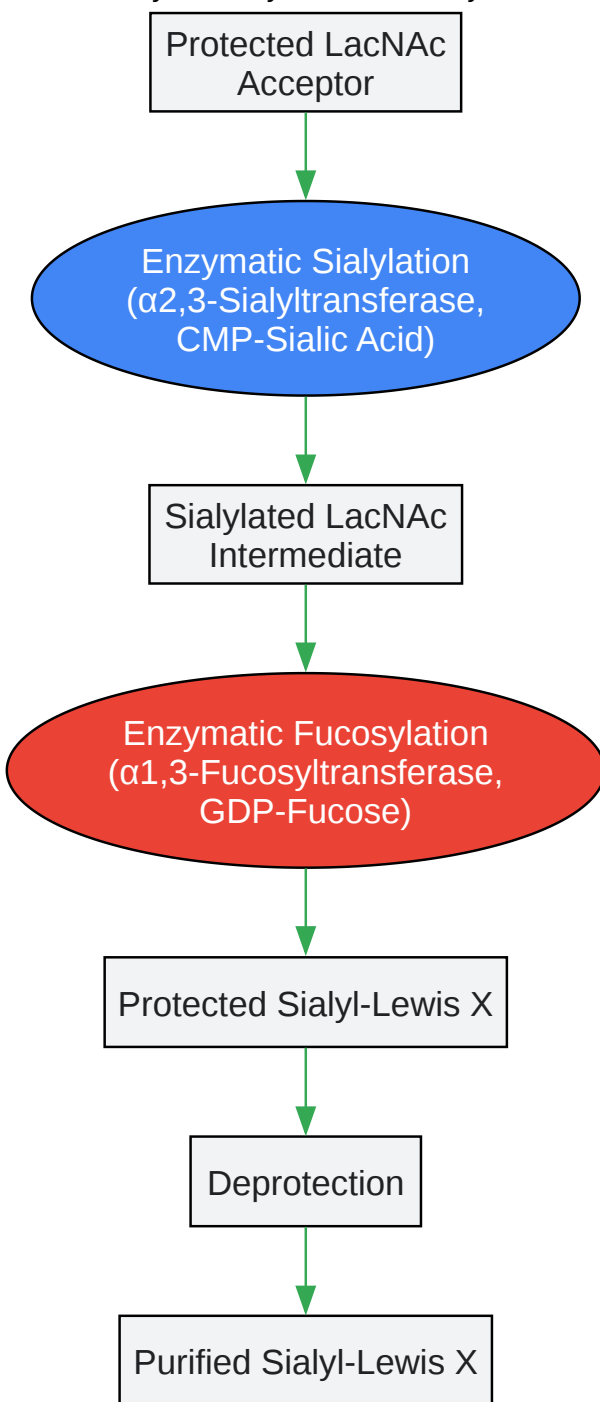 Protected LacNAc
Acceptor
Enzymatic Sialylation
(α2,3-Sialyltransferase,
CMP-Sialic Acid)
Sialylated LacNAc
Intermediate
Enzymatic Fucosylation
(α1,3-Fucosyltransferase,
GDP-Fucose)
Protected Sialyl-Lewis X
Deprotection
Purified Sialyl-Lewis X